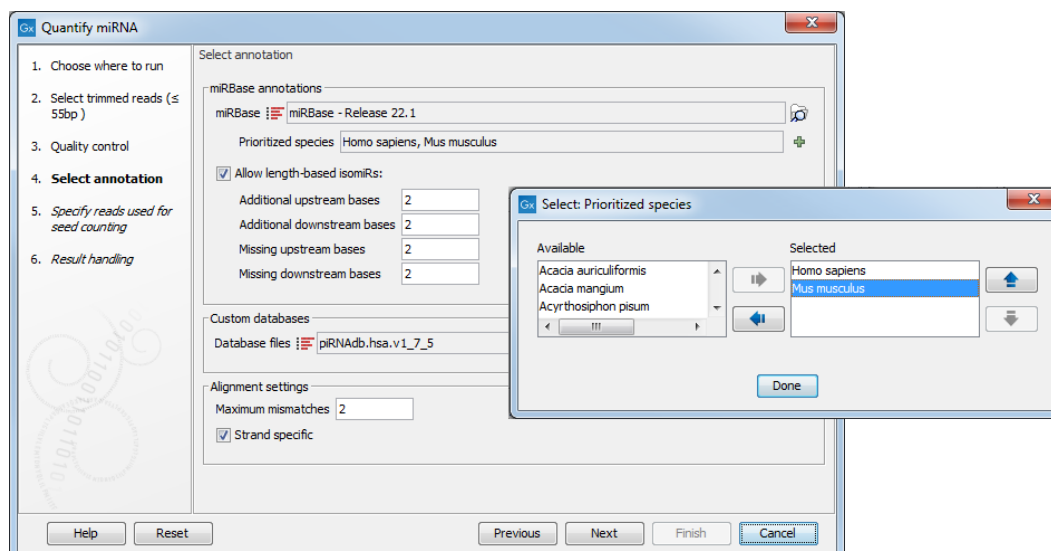 Gx Quantify miRNA
1. Choose where to run
2. Select trimmed reads (≤
55bp )
3. Quality control
4. Select annotation
5. Specify reads used for
seed counting
6. Result handling
Select annotation
miRBase annotations
miRBase miRBase - Release 22.1
Prioritized species Homo sapiens, Mus musculus
Allow length-based isomiRs:
Additional upstream bases 2
Additional downstream bases 2
Missing upstream bases 2
Missing downstream bases 2
Custom databases
Database files piRNAdb.hsa.v1_7_5
Alignment settings
Maximum mismatches 2
Strand specific
Help Reset Previous Next Finish Cancel
Gx Select: Prioritized species
Available Selected
Acacia auriculiformis Homo sapiens
Acacia mangium Mus musculus
Acyrthosiphon pisum
Done